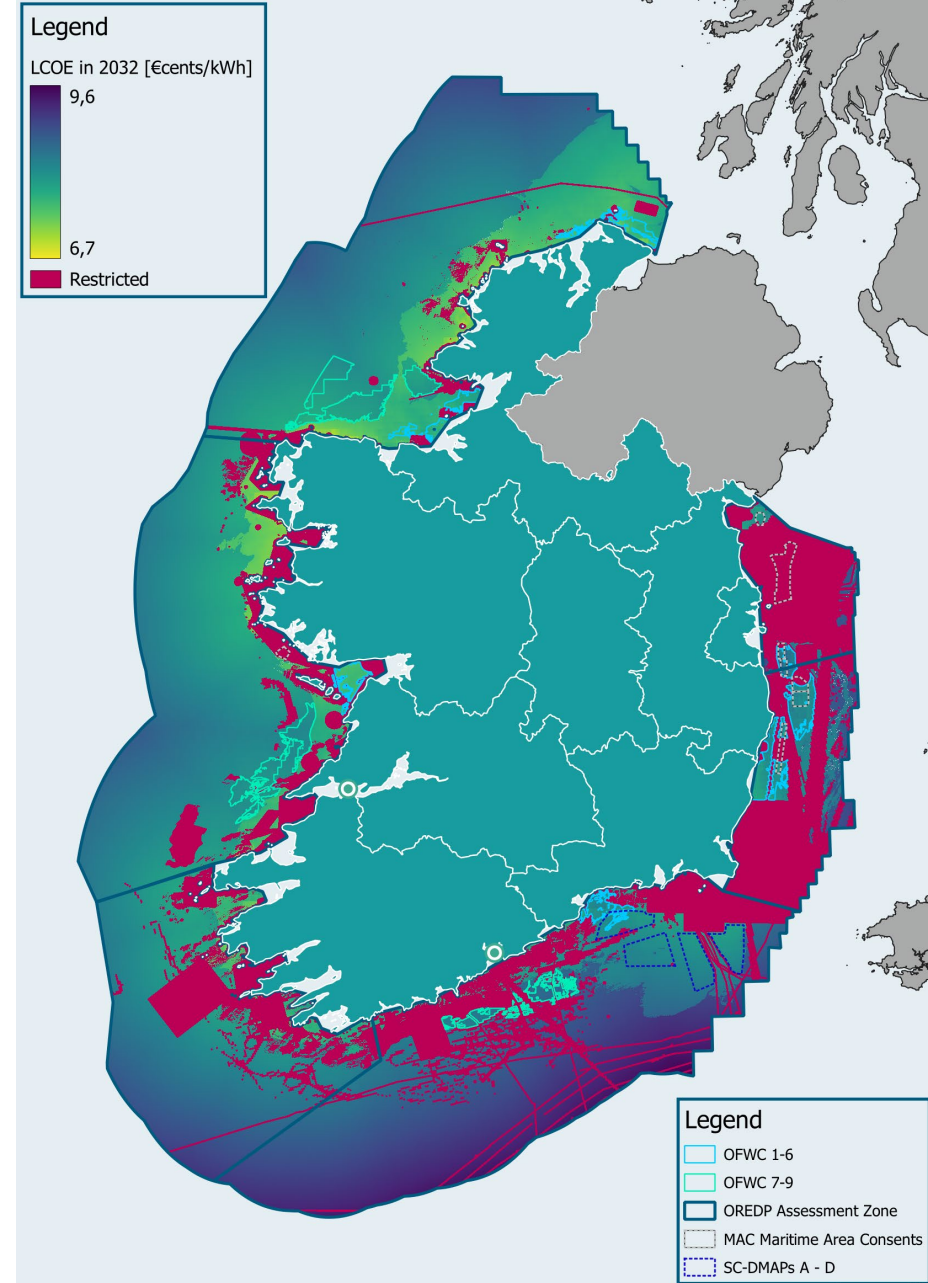 Legend
LCOE in 2032 [€cents/kWh]
9,6
6,7
Restricted
Legend
OFWC 1-6
OFWC 7-9
OREDP Assessment Zone
MAC Maritime Area Consents
SC-DMAPs A - D